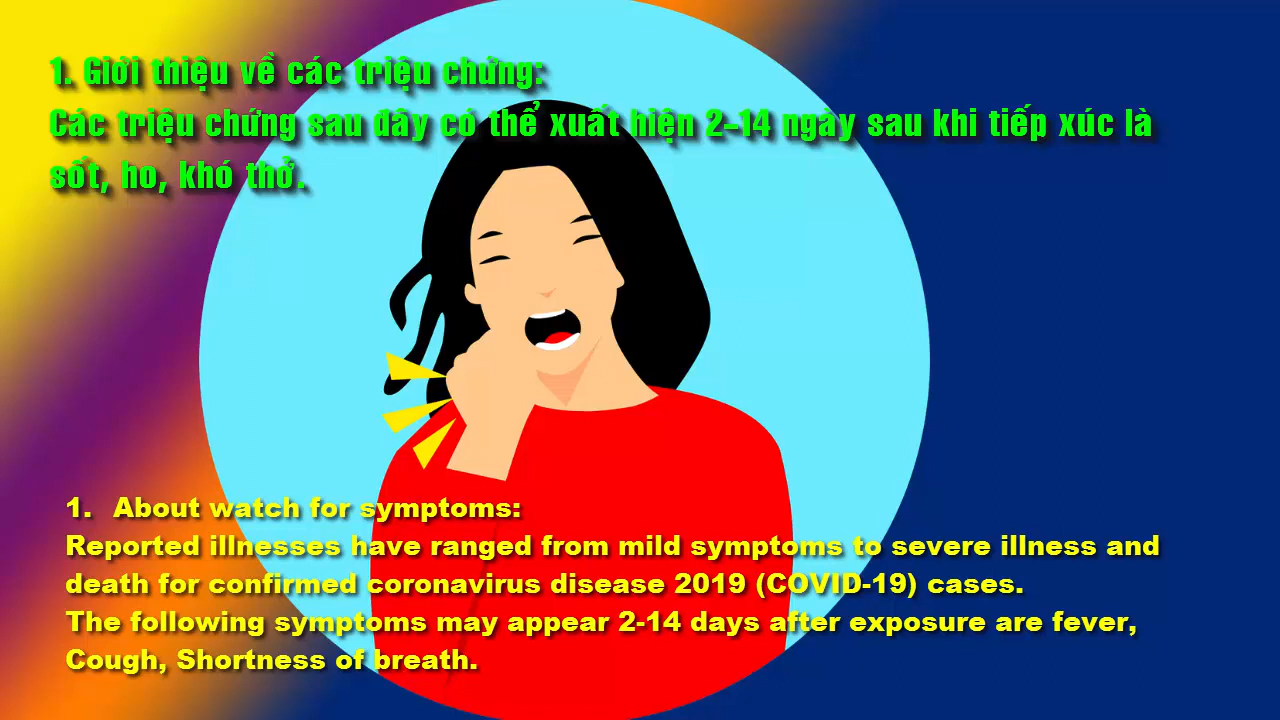 1. Giới thiệu về các triệu chứng:
Các triệu chứng sau đây có thể xuất hiện 2-14 ngày sau khi tiếp xúc là
sốt, ho, khó thở.
1. About watch for symptoms:
Reported illnesses have ranged from mild symptoms to severe illness and
death for confirmed coronavirus disease 2019 (COVID-19) cases.
The following symptoms may appear 2-14 days after exposure are fever,
Cough, Shortness of breath.